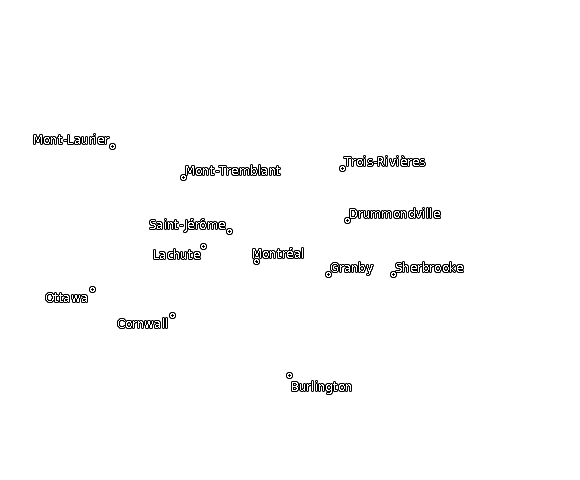 Mont-Laurier
Trois-Rivières
Mont-Tremblant
Drummondville
Saint-Jérôme
Lachute
Montréal
Granby
Sherbrooke
Ottawa
Cornwall
Burlington